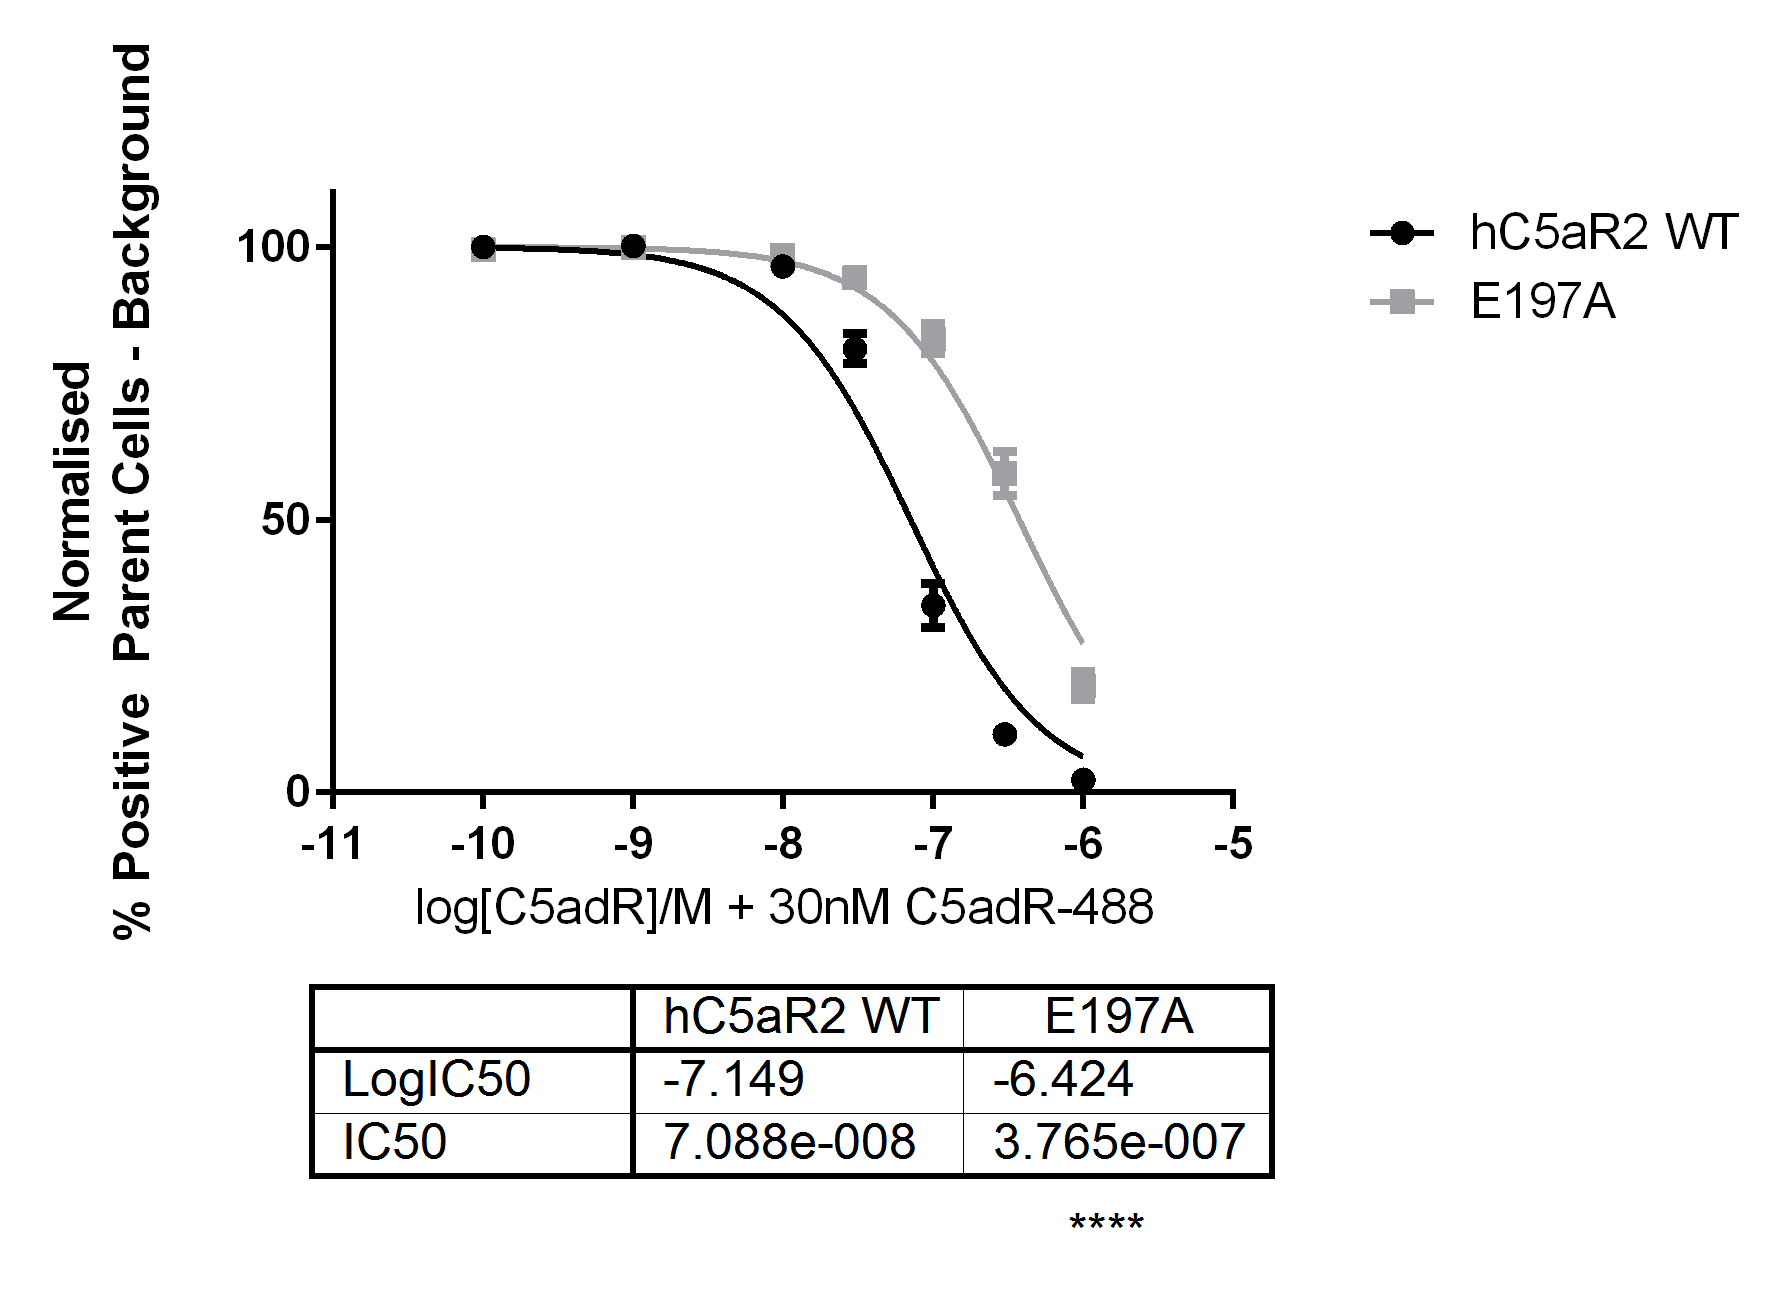 Normalised
% Positive Parent Cells - Background
100
50
0
-11 -10 -9 -8 -7 -6 -5
log[C5adR]/M + 30nM C5adR-488
hC5aR2 WT
E197A
hC5aR2 WT E197A
LogIC50 -7.149 -6.424
IC50 7.088e-008 3.765e-007
****